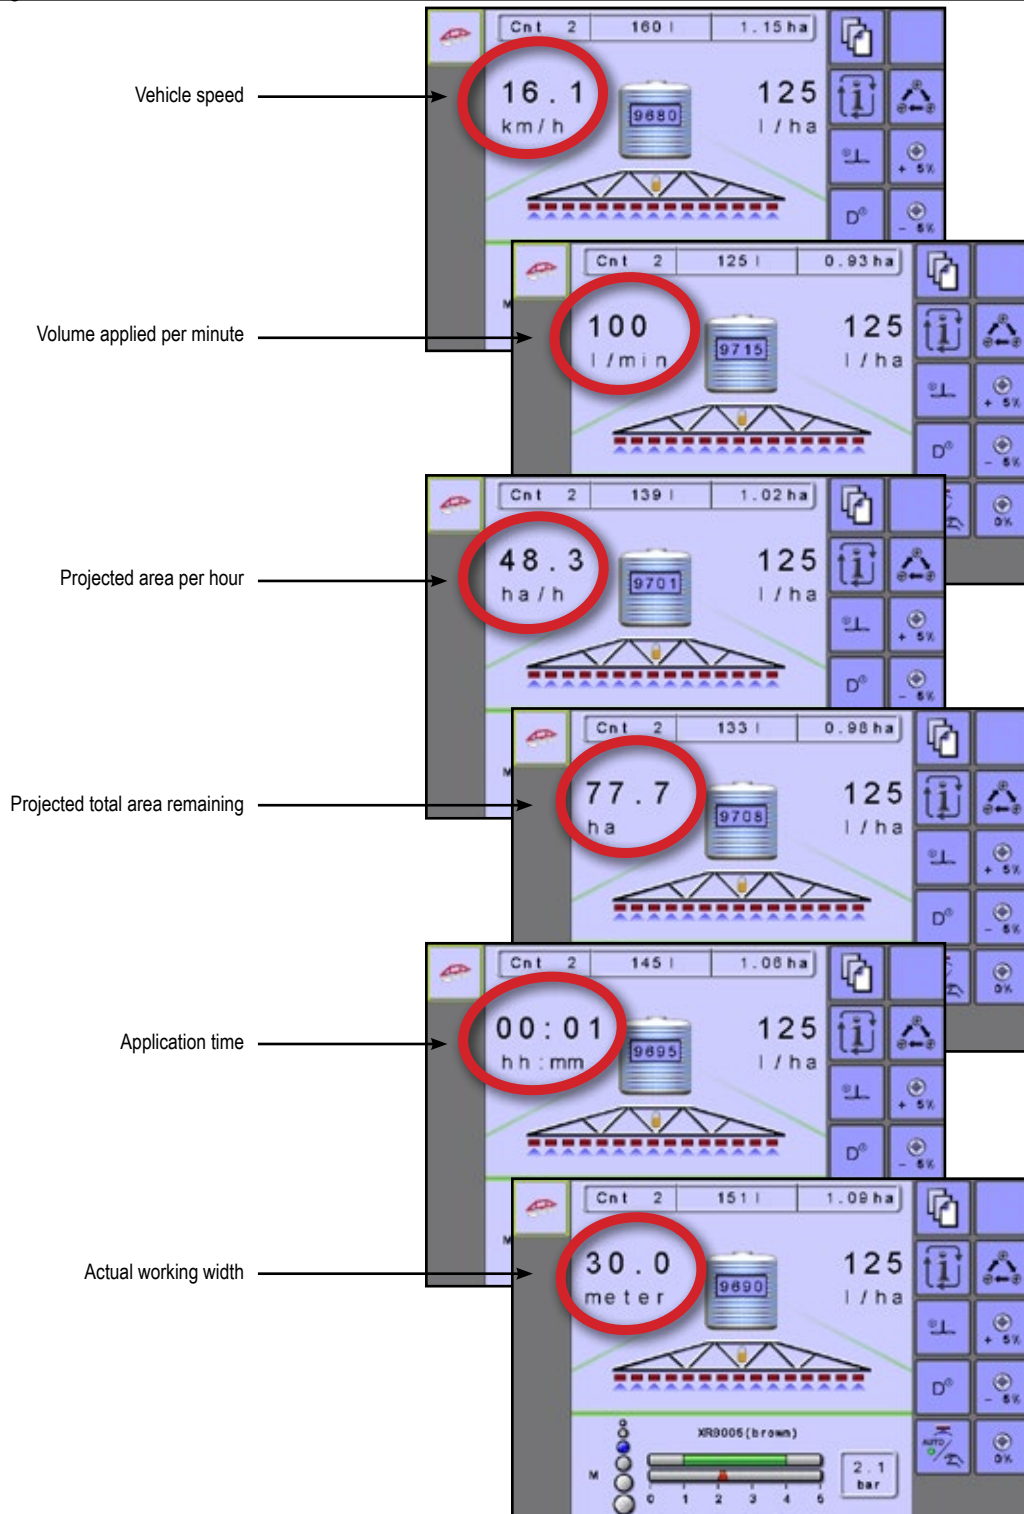 Cnt 2 160 l 1.15 ha
Vehicle speed
16.1
km/h
9680
125
l/ha
+ 5%
D
- 5%
Cnt 2 125 l 0.93 ha
M
Volume applied per minute
100
l/min
9715
125
l/ha
+ 5%
D
- 5%
Cnt 2 139 l 1.02 ha
0%
Projected area per hour
48.3
ha/h
9701
125
l/ha
+ 5%
D
- 5%
Cnt 2 133 l 0.98 ha
M
Projected total area remaining
77.7
ha
9708
125
l/ha
+ 5%
D
- 5%
Cnt 2 145 l 1.06 ha
0%
Application time
00:01
hh:mm
9695
125
l/ha
+ 5%
D
- 5%
Cnt 2 151 l 1.09 ha
M
Actual working width
30.0
meter
9690
125
l/ha
+ 5%
D
- 5%
XR8005(brown)
AUTO
0%
M
2.1
bar
0 1 2 3 4 5